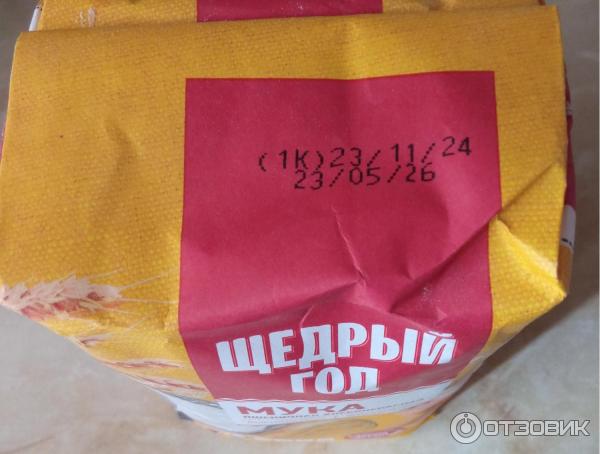 (1К)23/11/24
23/05/26
ЩЕДРЫЙ
ГОД
МУКА
ОТЗОВИК